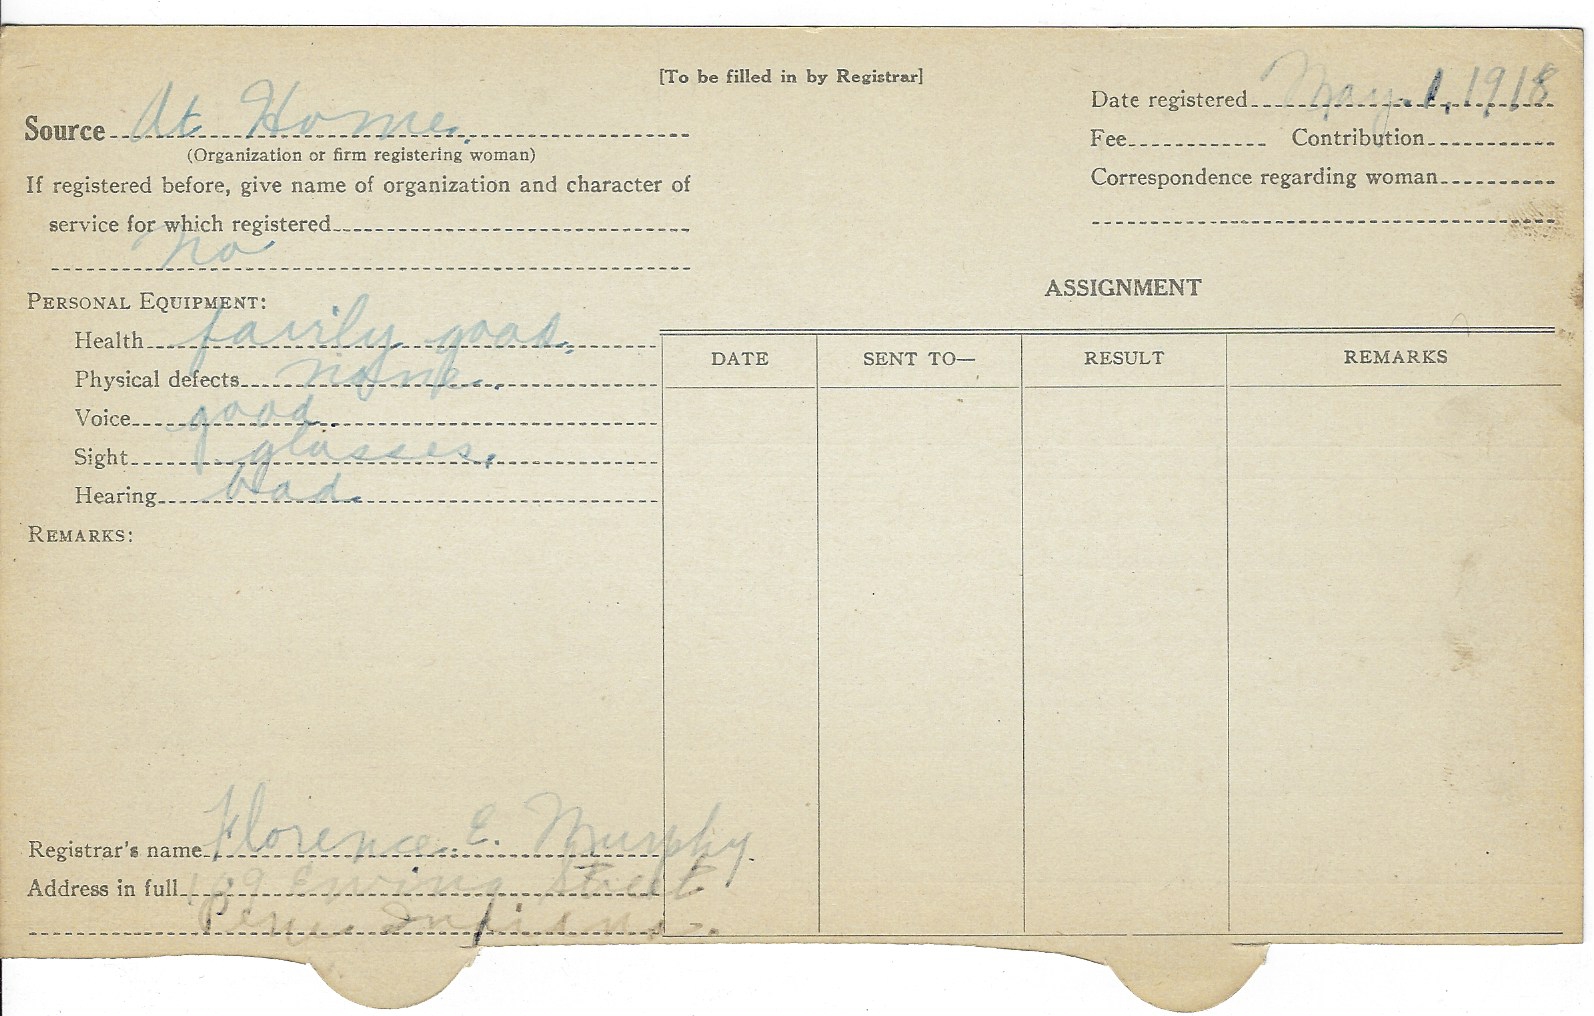 [To be filled in by Registrar]
Source At Home.
(Organization or firm registering woman)
If registered before, give name of organization and character of
service for which registered
No
PERSONAL EQUIPMENT:
Health fairly good.
Physical defects none.
Voice good.
Sight glasses.
Hearing bad.
REMARKS:
Registrar's name Florence E. Murphy.
Address in full 169 Ewing Street
Peru Indiana.
Date registered May. 1, 1918
Fee Contribution
Correspondence regarding woman
ASSIGNMENT
DATE SENT TO— RESULT REMARKS